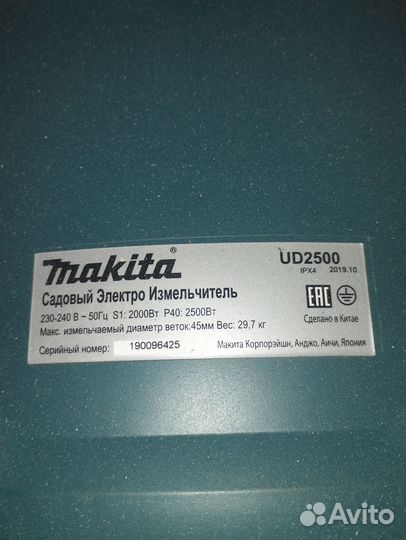 makita®
UD2500
IPX4 2019.10
Садовый Электро Измельчитель
230-240 В ~ 50Гц S1: 2000Вт P40: 2500Вт
Макс. измельчаемый диаметр веток:45мм Вес: 29,7 кг
EAC
Сделано в Китае
Серийный номер: 190096425
Макита Корпорэйшн, Анджо, Аичи, Япония
Avito